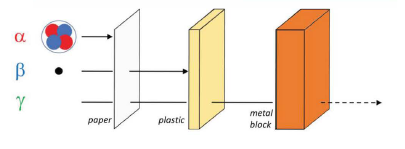 α
β
γ
paper
plastic
metal
block